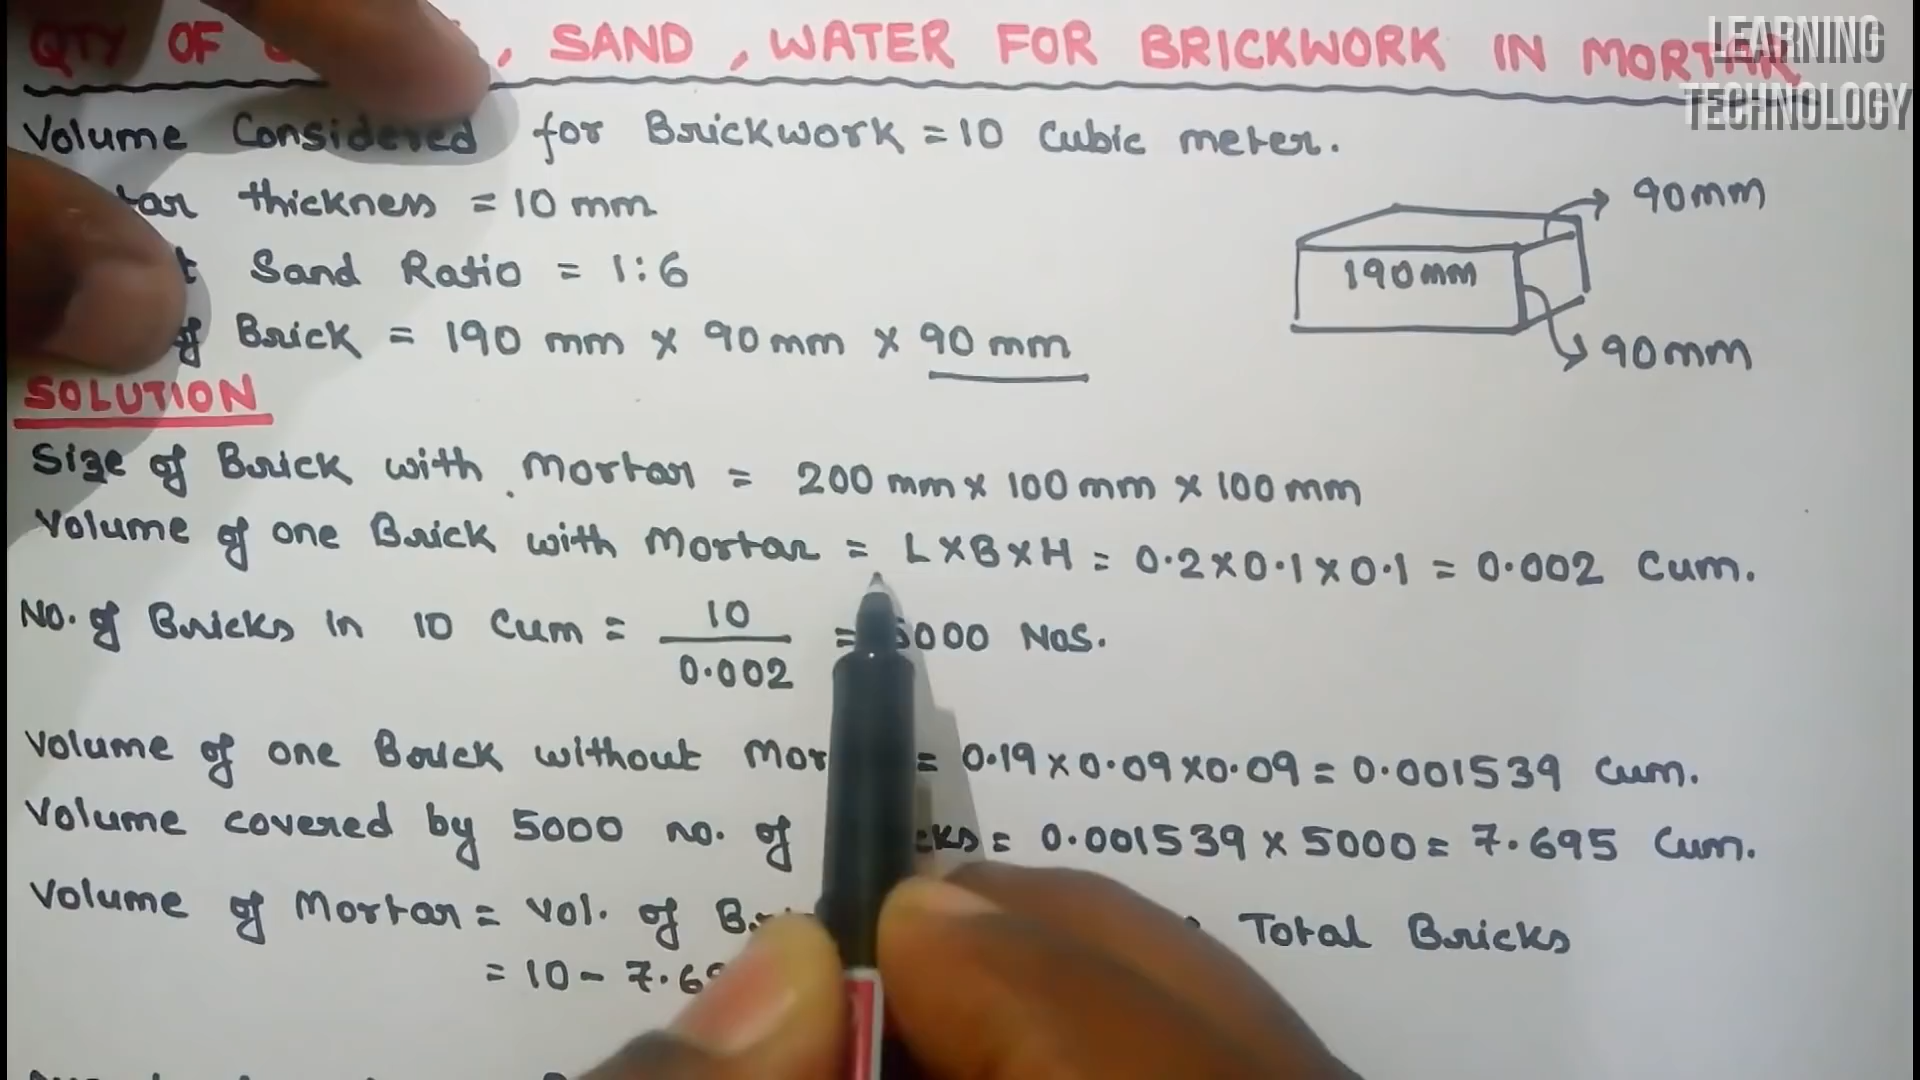 QTY OF , SAND , WATER FOR BRICKWORK IN MORTAR
LEARNING
TECHNOLOGY
Volume Considered for Brickwork = 10 Cubic meter.
thickness = 10 mm
Sand Ratio = 1:6
of Brick = 190 mm x 90 mm x 90 mm
90mm
190mm
90mm
SOLUTION
Size of Brick with Mortar = 200 mm x 100 mm x 100 mm
Volume of one Brick with Mortar = L x B x H = 0.2 x 0.1 x 0.1 = 0.002 Cum.
No. of Bricks in 10 Cum = 10 / 0.002 = 5000 Nos.
Volume of one Brick without = 0.19 x 0.09 x 0.09 = 0.001539 Cum.
Volume covered by 5000 no. of = 0.001539 x 5000 = 7.695 Cum.
Volume of Mortar = Vol. of Total Bricks
= 10 -